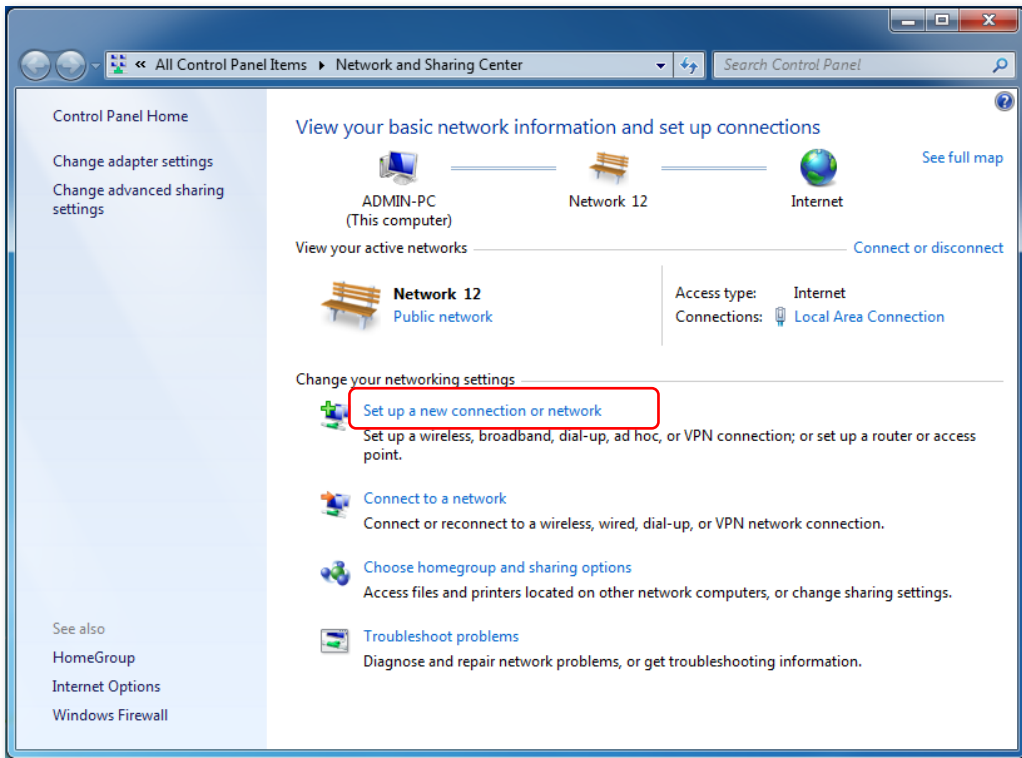 « All Control Panel Items ▸ Network and Sharing Center
Search Control Panel
Control Panel Home
Change adapter settings
Change advanced sharing
settings
See also
HomeGroup
Internet Options
Windows Firewall
View your basic network information and set up connections
See full map
ADMIN-PC
(This computer)
Network 12
Internet
View your active networks
Connect or disconnect
Network 12
Public network
Access type: Internet
Connections: Local Area Connection
Change your networking settings
Set up a new connection or network
Set up a wireless, broadband, dial-up, ad hoc, or VPN connection; or set up a router or access
point.
Connect to a network
Connect or reconnect to a wireless, wired, dial-up, or VPN network connection.
Choose homegroup and sharing options
Access files and printers located on other network computers, or change sharing settings.
Troubleshoot problems
Diagnose and repair network problems, or get troubleshooting information.